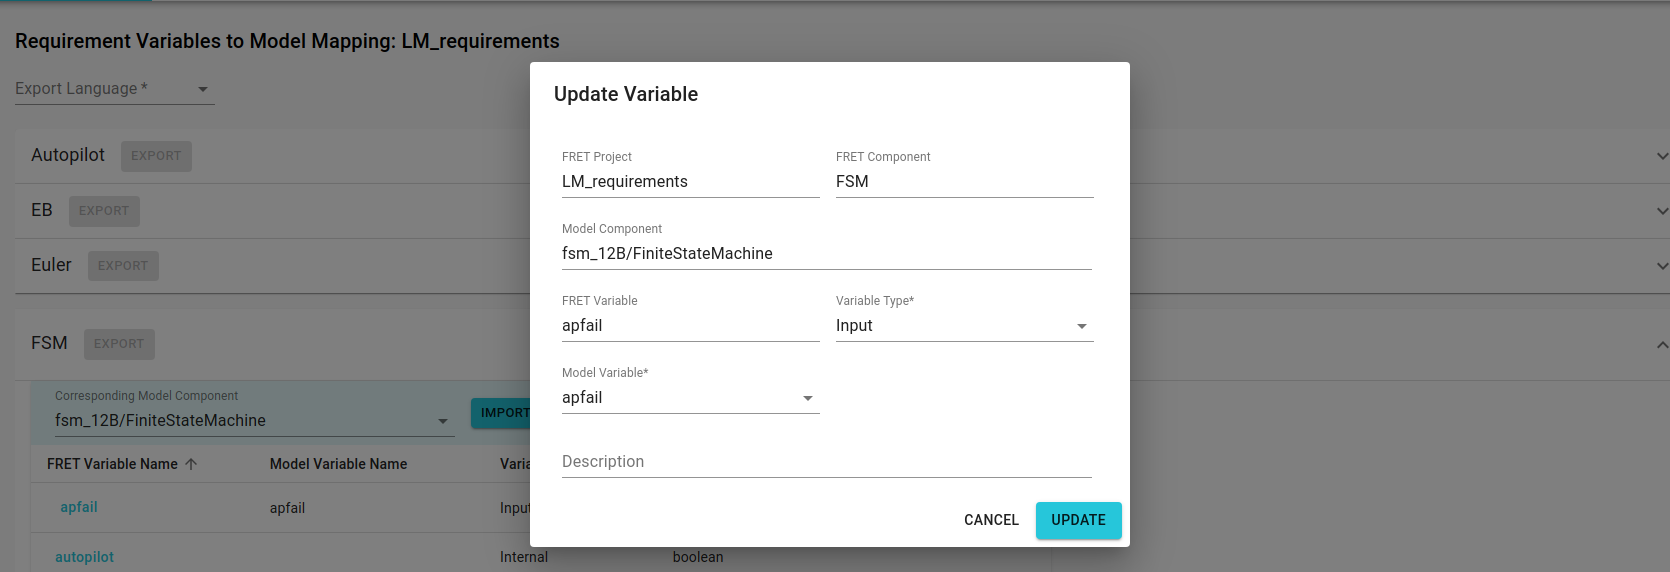 Requirement Variables to Model Mapping: LM_requirements
Export Language *
Autopilot EXPORT
EB EXPORT
Euler EXPORT
FSM EXPORT
Corresponding Model Component
fsm_12B/FiniteStateMachine
IMPORT
FRET Variable Name Model Variable Name Varia
apfail apfail Input
autopilot Internal boolean
Update Variable
FRET Project FRET Component
LM_requirements FSM
Model Component
fsm_12B/FiniteStateMachine
FRET Variable Variable Type*
apfail Input
Model Variable*
apfail
Description
CANCEL UPDATE